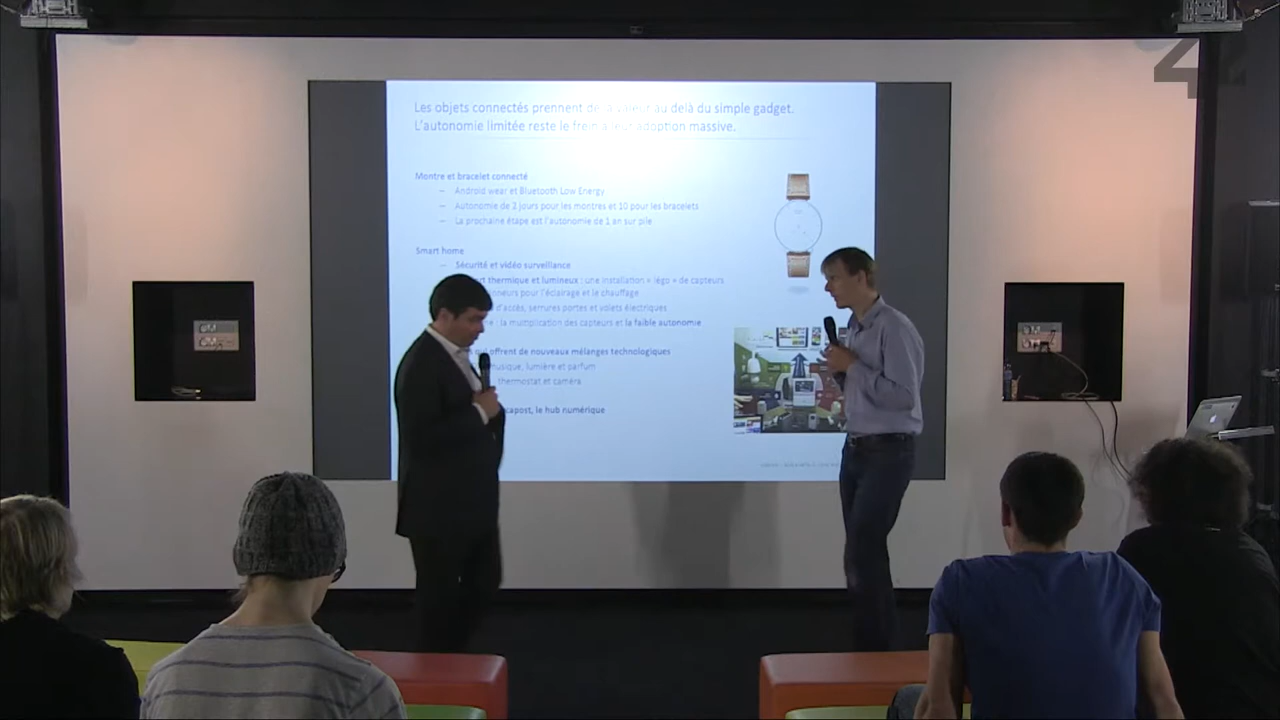 42
Les objets connectés prennent de la valeur au delà du simple gadget.
L'autonomie limitée reste le frein à leur adoption massive.
Montre et bracelet connecté
– Android wear et Bluetooth Low Energy
– Autonomie de 2 jours pour les montres et 10 pour les bracelets
– La prochaine étape est l'autonomie de 1 an sur pile
Smart home
– Sécurité et vidéo surveillance
thermique et lumineux : une installation « légo » de capteurs
pour l'éclairage et le chauffage
d'accès, serrures portes et volets électriques
: la multiplication des capteurs et la faible autonomie
offrent de nouveaux mélanges technologiques
musique, lumière et parfum
thermostat et caméra
le hub numérique